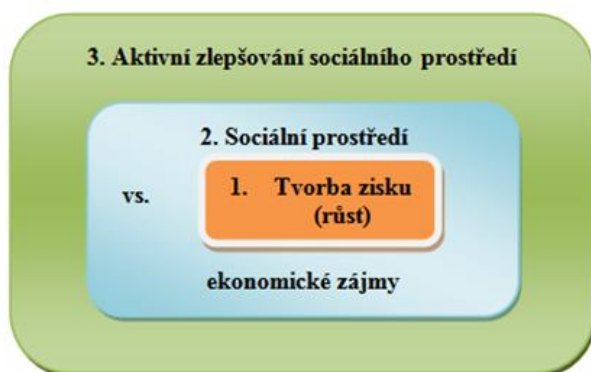 3. Aktivní zlepšování sociálního prostředí
2. Sociální prostředí
vs.
1. Tvorba zisku
(růst)
ekonomické zájmy